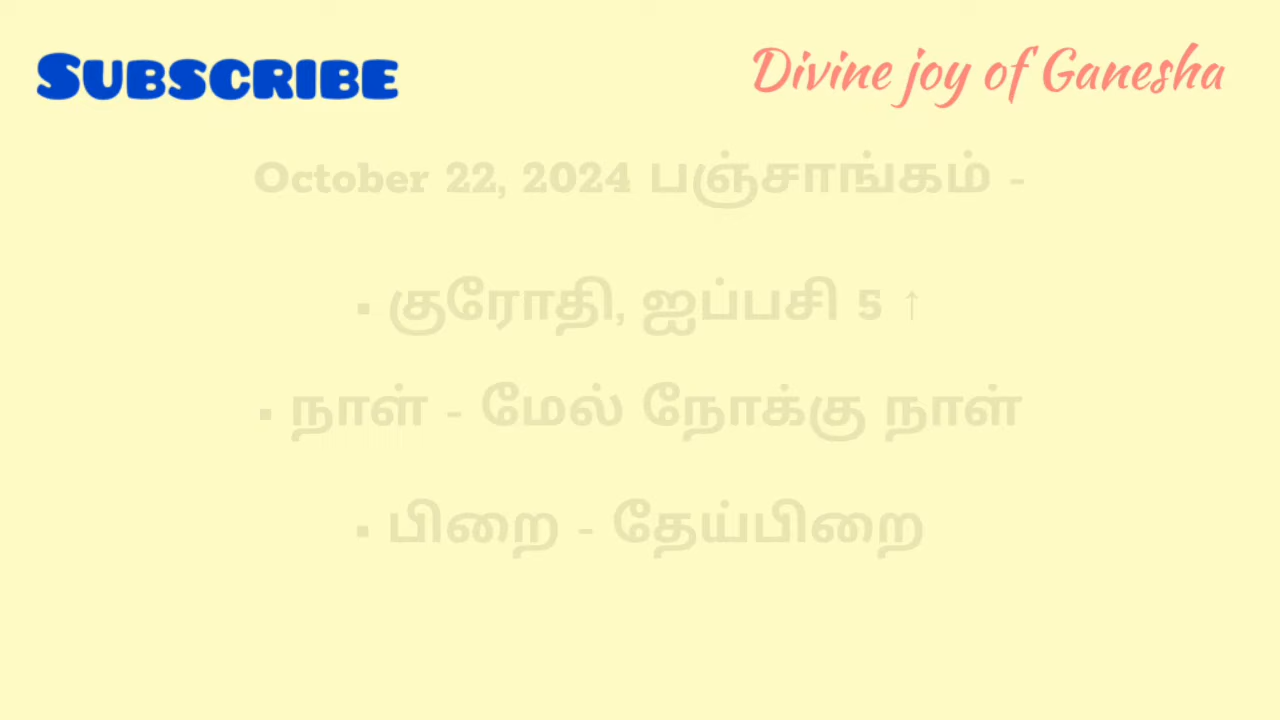 SUBSCRIBE
Divine joy of Ganesha
October 22, 2024 பஞ்சாங்கம் -
▪ குரோதி, ஐப்பசி 5 ↑
▪ நாள் - மேல் நோக்கு நாள்
▪ பிறை - தேய்பிறை